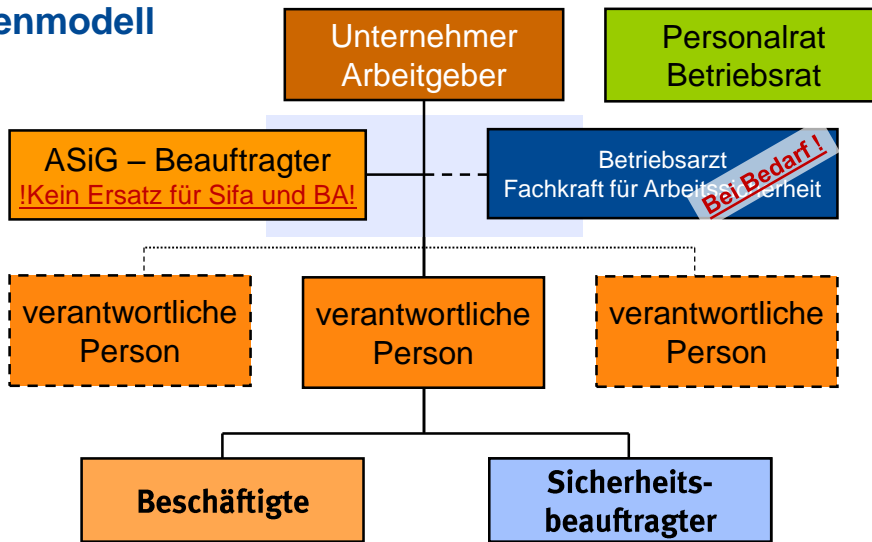 enmodell
Unternehmer
Arbeitgeber
Personalrat
Betriebsrat
ASiG – Beauftragter
!Kein Ersatz für Sifa und BA!
Betriebsarzt
Fachkraft für Arbeitssicherheit
Bei Bedarf !
verantwortliche
Person
verantwortliche
Person
verantwortliche
Person
Beschäftigte
Sicherheits-
beauftragter